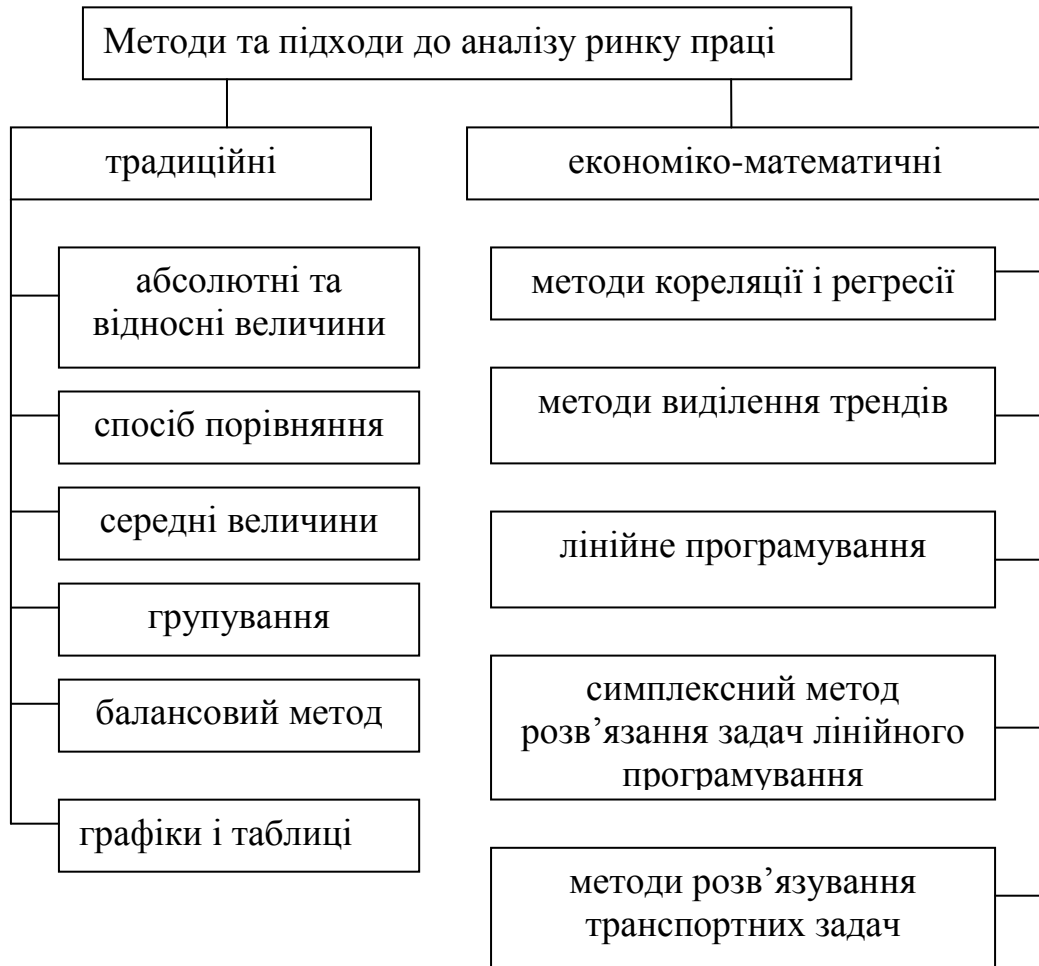 Методи та підходи до аналізу ринку праці
традиційні
абсолютні та
відносні величини
спосіб порівняння
середні величини
групування
балансовий метод
графіки і таблиці
економіко-математичні
методи кореляції і регресії
методи виділення трендів
лінійне програмування
симплексний метод
розв’язання задач лінійного
програмування
методи розв’язування
транспортних задач